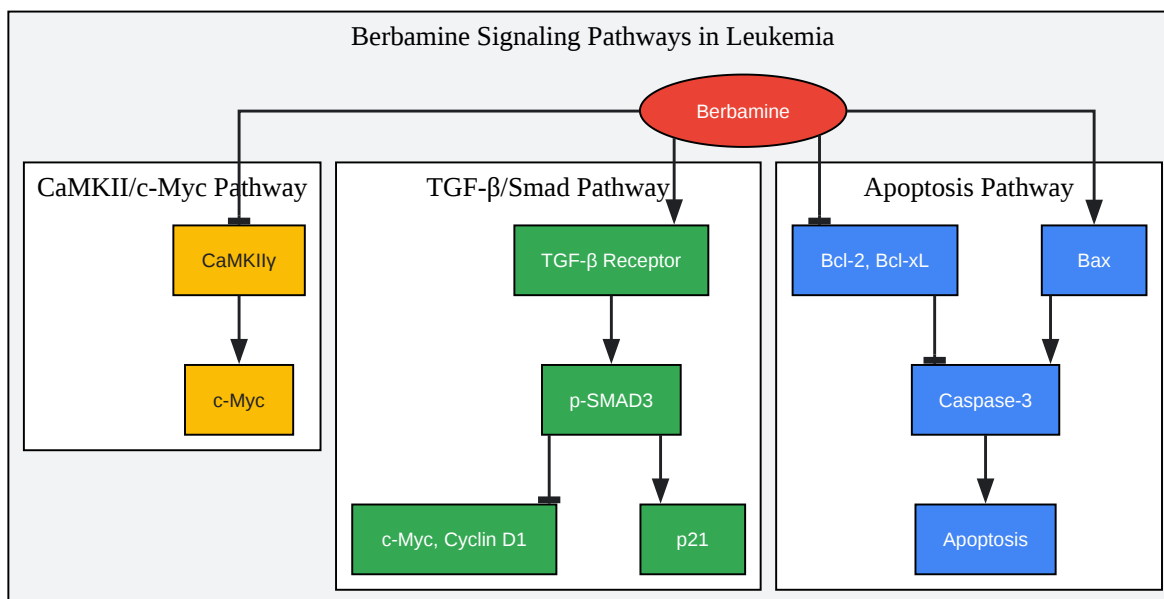 Berbamine Signaling Pathways in Leukemia
Berbamine
CaMKII/c-Myc Pathway
TGF-β/Smad Pathway
Apoptosis Pathway
CaMKIIγ
TGF-β Receptor
Bcl-2, Bcl-xL
Bax
c-Myc
p-SMAD3
Caspase-3
c-Myc, Cyclin D1
p21
Apoptosis